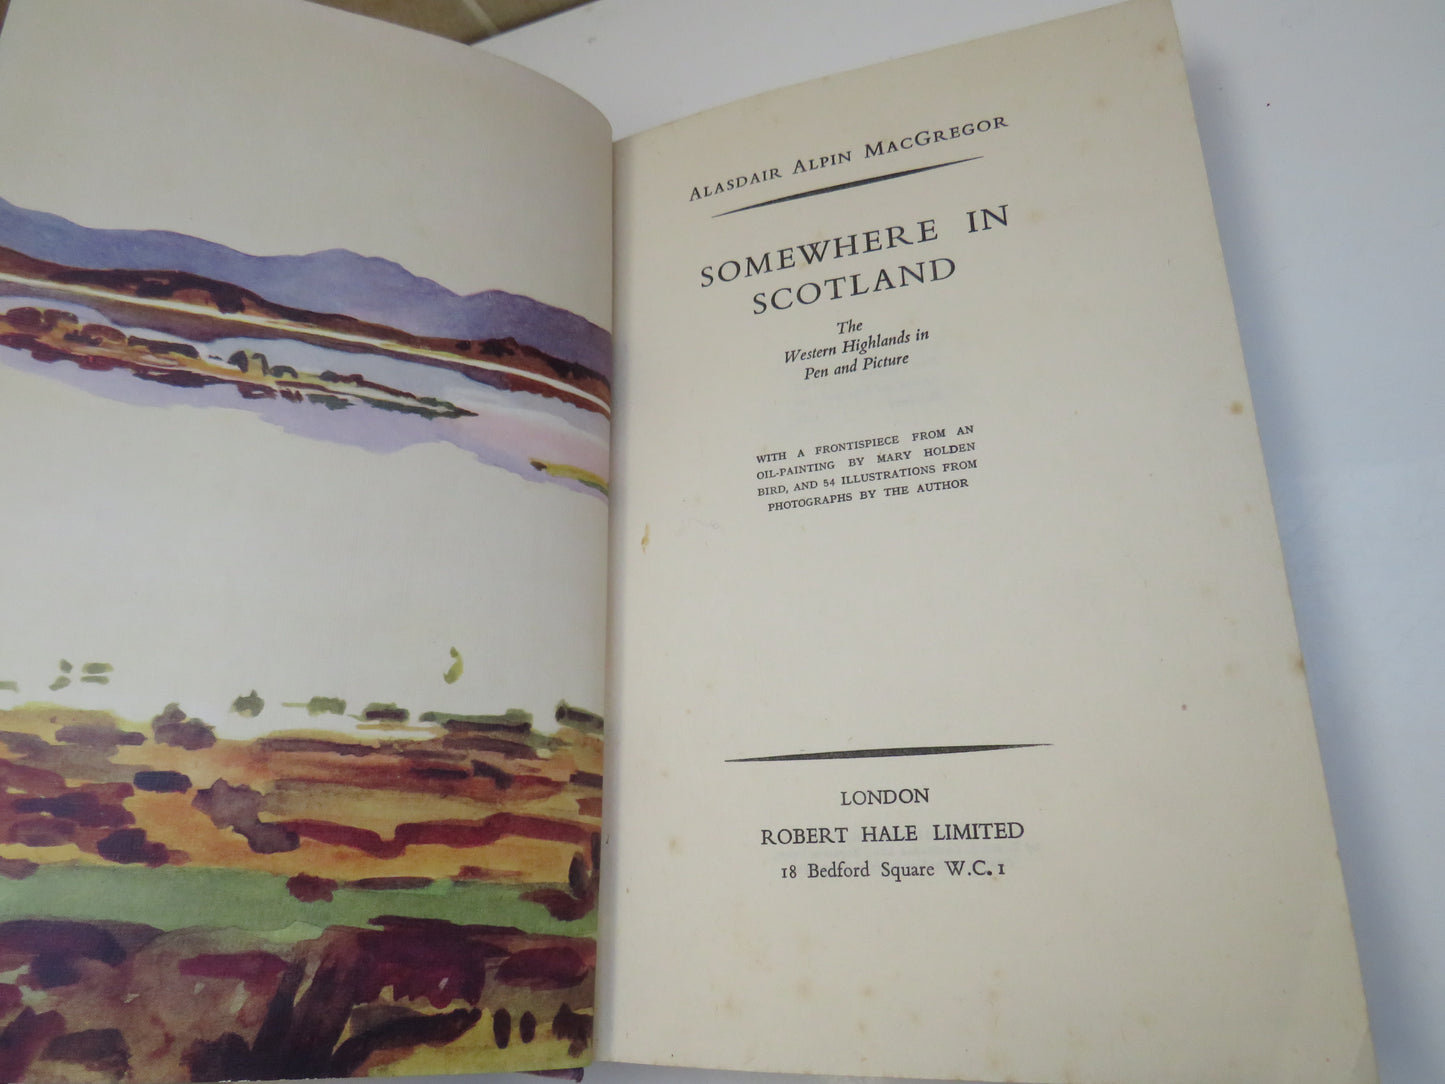 ALASDAIR ALPIN MACGREGOR
SOMEWHERE IN
SCOTLAND
The
Western Highlands in
Pen and Picture
WITH A FRONTISPIECE FROM AN
OIL-PAINTING BY MARY HOLDEN
BIRD, AND 54 ILLUSTRATIONS FROM
PHOTOGRAPHS BY THE AUTHOR
LONDON
ROBERT HALE LIMITED
18 Bedford Square W.C.1